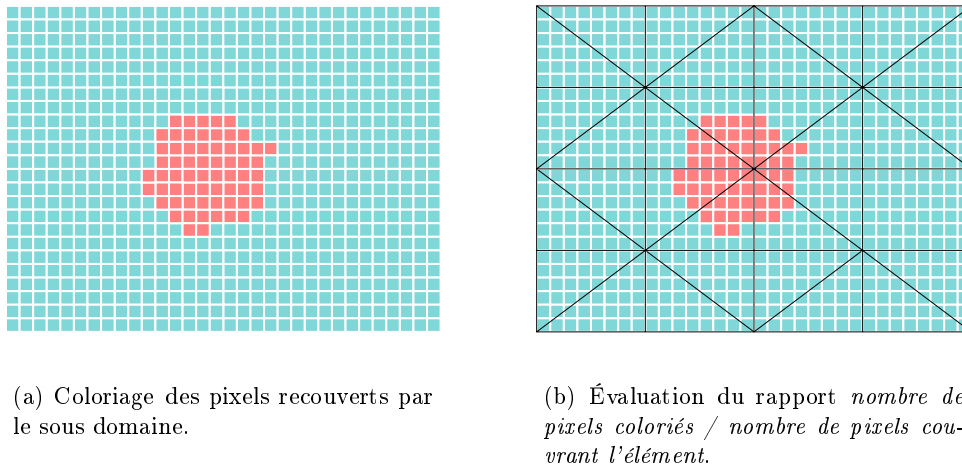 (a) Coloriage des pixels recouverts par
le sous domaine.
(b) Évaluation du rapport nombre de
pixels coloriés / nombre de pixels cou-
vrant l'élément.